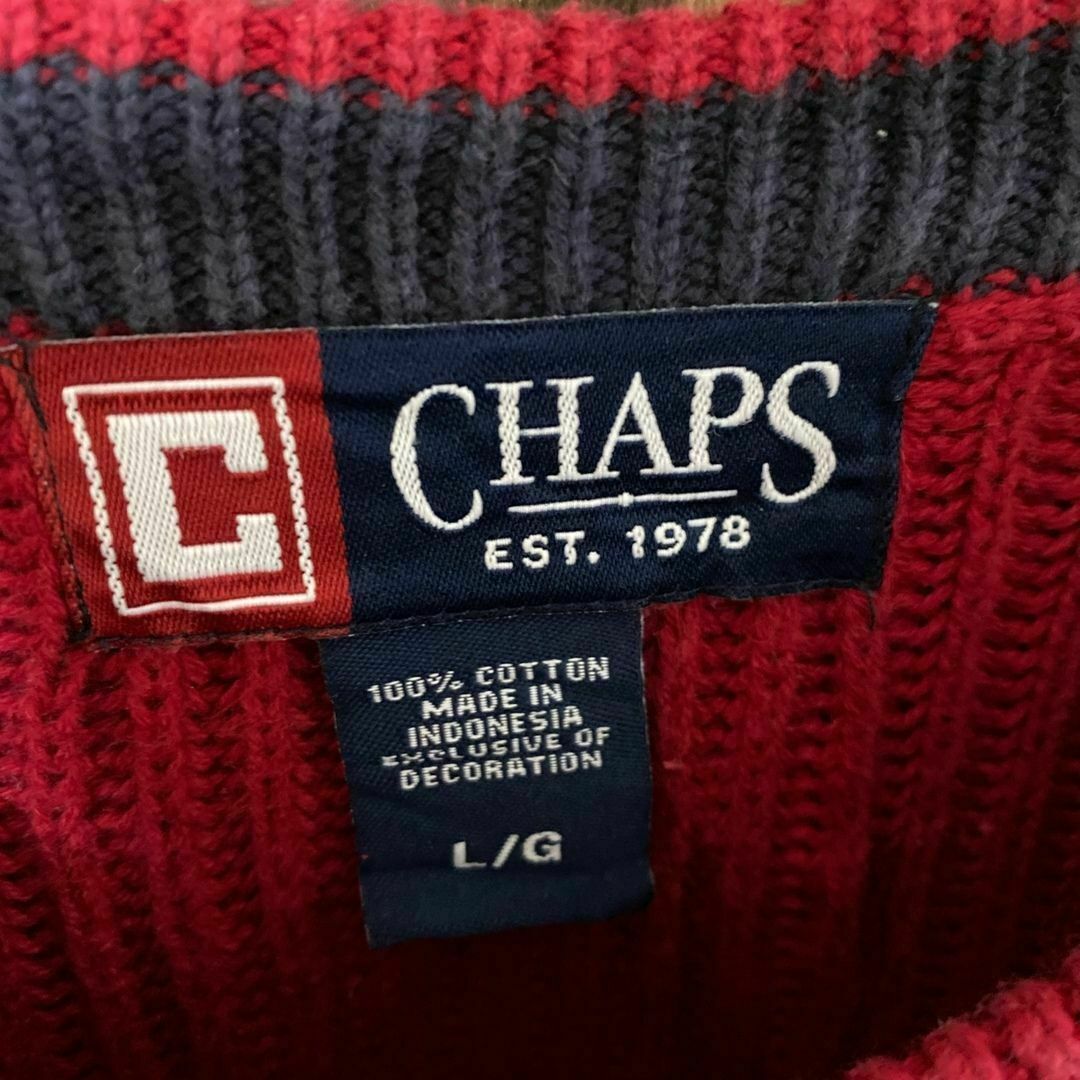 C
CHAPS
EST. 1978
100% COTTON
MADE IN
INDONESIA
EXCLUSIVE OF
DECORATION
L/G